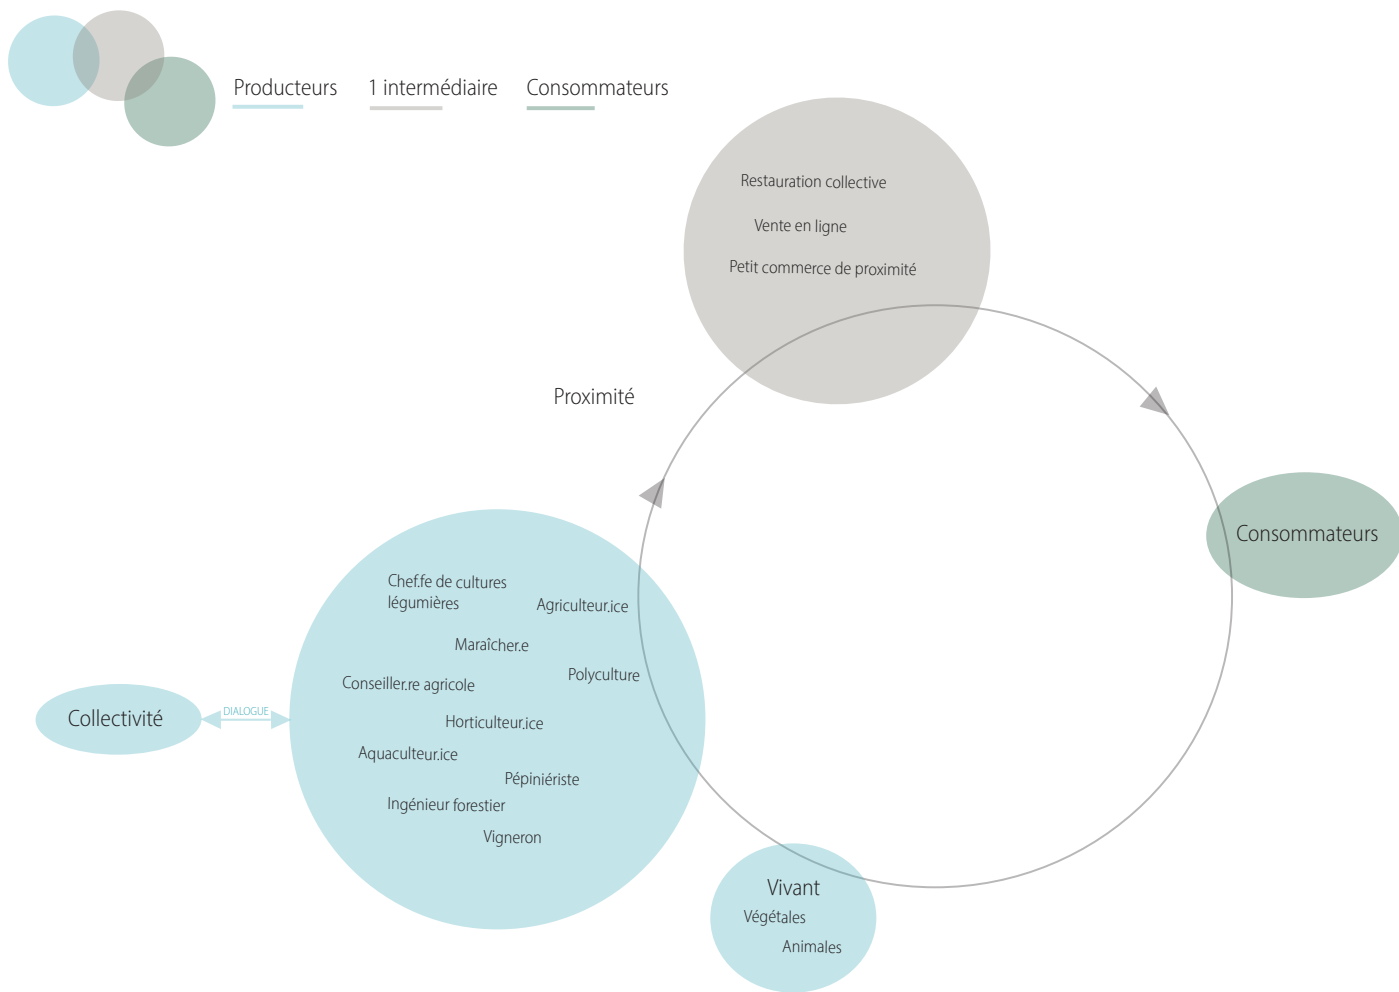 Producteurs
1 intermédiaire
Consommateurs
Restauration collective
Vente en ligne
Petit commerce de proximité
Proximité
Consommateurs
Chef.fe de cultures
légumières
Agriculteur.ice
Maraîcher.e
Polyculture
Conseiller.re agricole
Collectivité
DIALOGUE
Horticulteur.ice
Aquaculteur.ice
Pépiniériste
Ingénieur forestier
Vigneron
Vivant
Végétales
Animales